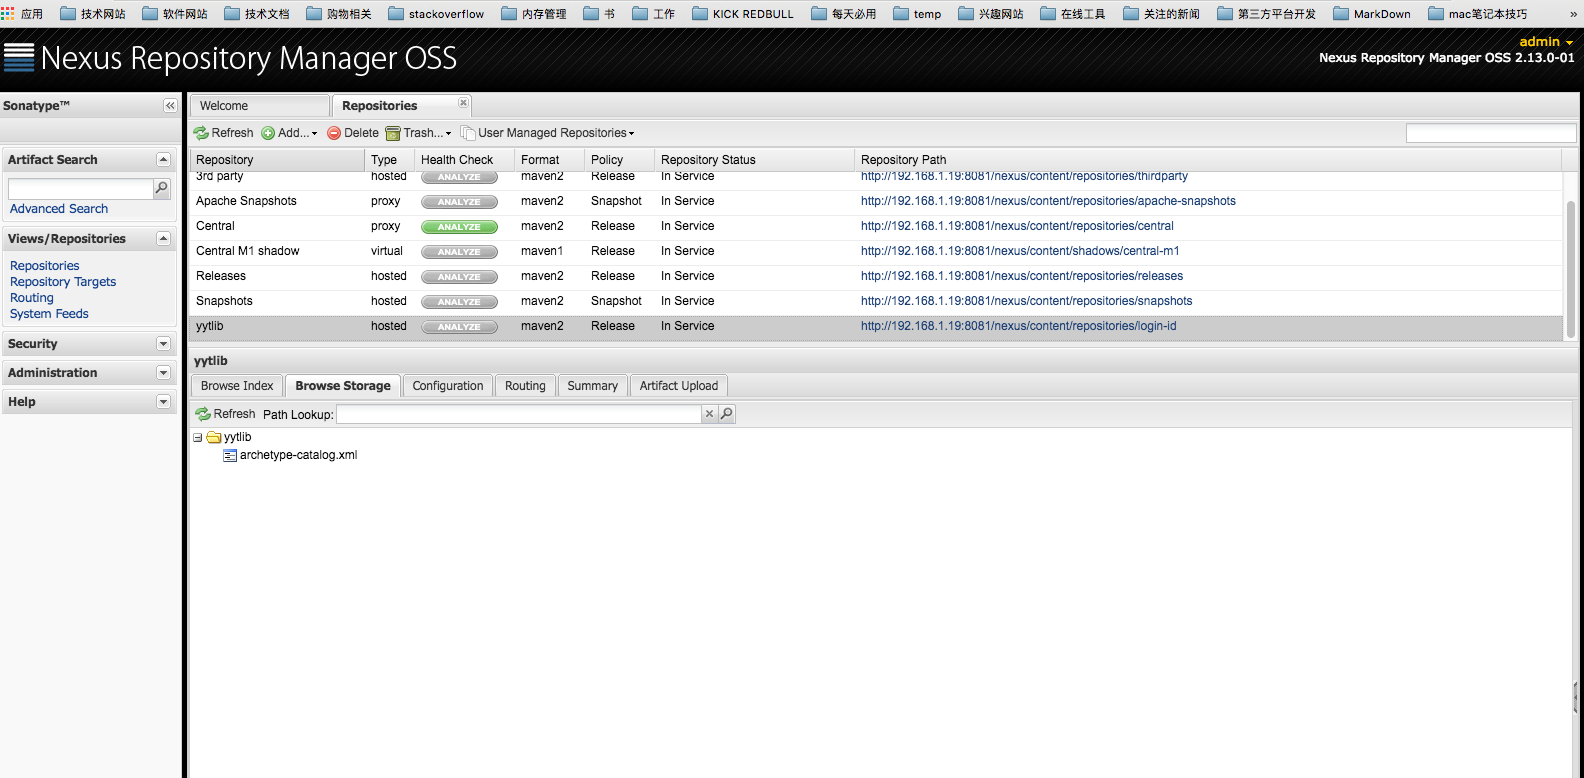 应用 技术网站 软件网站 技术文档 购物相关 stackoverflow 内存管理 书 工作 KICK REDBULL 每天必用 temp 兴趣网站 在线工具 关注的新闻 第三方平台开发 MarkDown mac笔记本技巧 »
Nexus Repository Manager OSS
admin
Nexus Repository Manager OSS 2.13.0-01
Sonatype™
Artifact Search
Advanced Search
Views/Repositories
Repositories
Repository Targets
Routing
System Feeds
Security
Administration
Help
Welcome Repositories
Refresh Add... Delete Trash... User Managed Repositories
Repository Type Health Check Format Policy Repository Status Repository Path
3rd party hosted ANALYZE maven2 Release In Service http://192.168.1.19:8081/nexus/content/repositories/thirdparty
Apache Snapshots proxy ANALYZE maven2 Snapshot In Service http://192.168.1.19:8081/nexus/content/repositories/apache-snapshots
Central proxy ANALYZE maven2 Release In Service http://192.168.1.19:8081/nexus/content/repositories/central
Central M1 shadow virtual ANALYZE maven1 Release In Service http://192.168.1.19:8081/nexus/content/shadows/central-m1
Releases hosted ANALYZE maven2 Release In Service http://192.168.1.19:8081/nexus/content/repositories/releases
Snapshots hosted ANALYZE maven2 Snapshot In Service http://192.168.1.19:8081/nexus/content/repositories/snapshots
yytlib hosted ANALYZE maven2 Release In Service http://192.168.1.19:8081/nexus/content/repositories/login-id
yytlib
Browse Index Browse Storage Configuration Routing Summary Artifact Upload
Refresh Path Lookup:
yytlib
archetype-catalog.xml